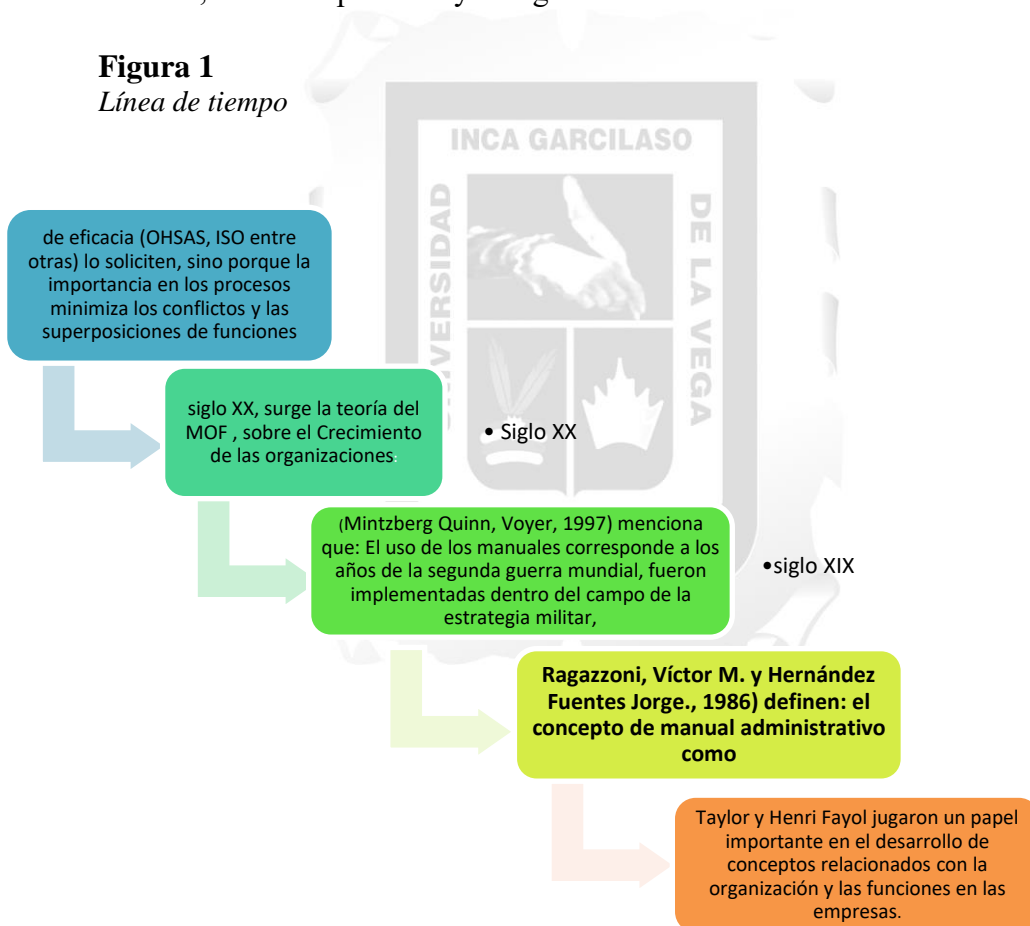 Figura 1
Línea de tiempo
INCA GARCILASO
UNIVERSIDAD
DE LA VEGA
de eficacia (OHSAS, ISO entre
otras) lo soliciten, sino porque la
importancia en los procesos
minimiza los conflictos y las
superposiciones de funciones
siglo XX, surge la teoría del
MOF , sobre el Crecimiento
de las organizaciones:
• Siglo XX
(Mintzberg Quinn, Voyer, 1997) menciona
que: El uso de los manuales corresponde a los
años de la segunda guerra mundial, fueron
implementadas dentro del campo de la
estrategia militar,
•siglo XIX
Ragazzoni, Víctor M. y Hernández
Fuentes Jorge., 1986) definen: el
concepto de manual administrativo
como
Taylor y Henri Fayol jugaron un papel
importante en el desarrollo de
conceptos relacionados con la
organización y las funciones en las
empresas.